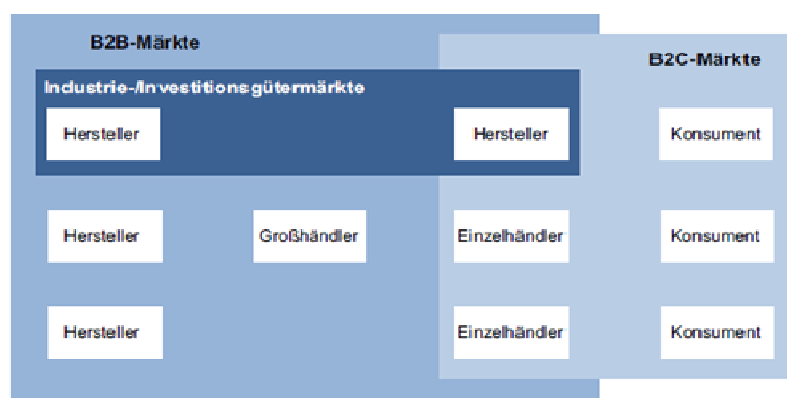 B2B-Märkte
B2C-Märkte
Industrie-/Investitionsgütermärkte
Hersteller
Hersteller
Konsument
Hersteller
Großhändler
Einzelhändler
Konsument
Hersteller
Einzelhändler
Konsument